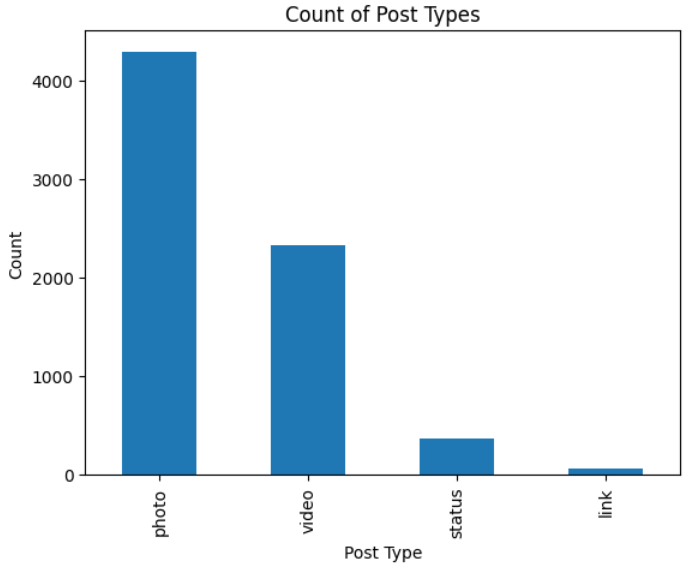 Count of Post Types
Count
4000
3000
2000
1000
0
photo
video
status
link
Post Type